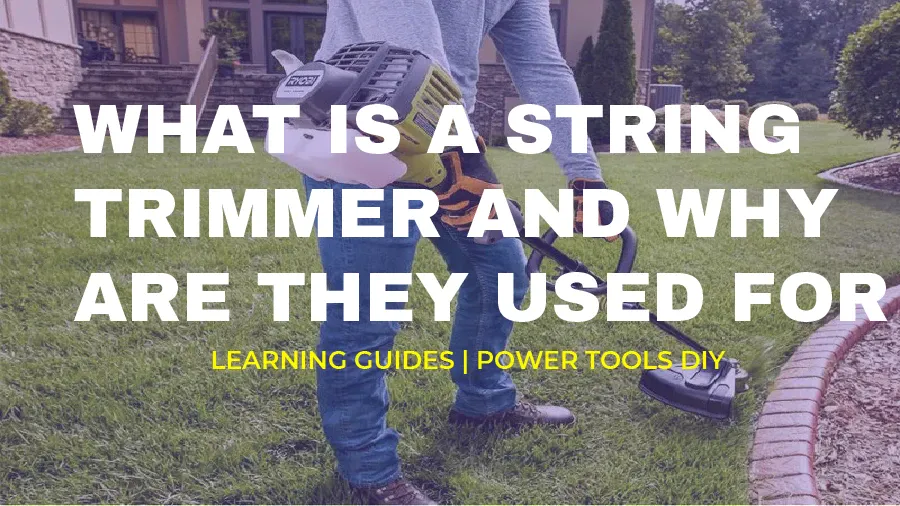 RYOBI
WHAT IS A STRING
TRIMMER AND WHY
ARE THEY USED FOR
LEARNING GUIDES | POWER TOOLS DIY